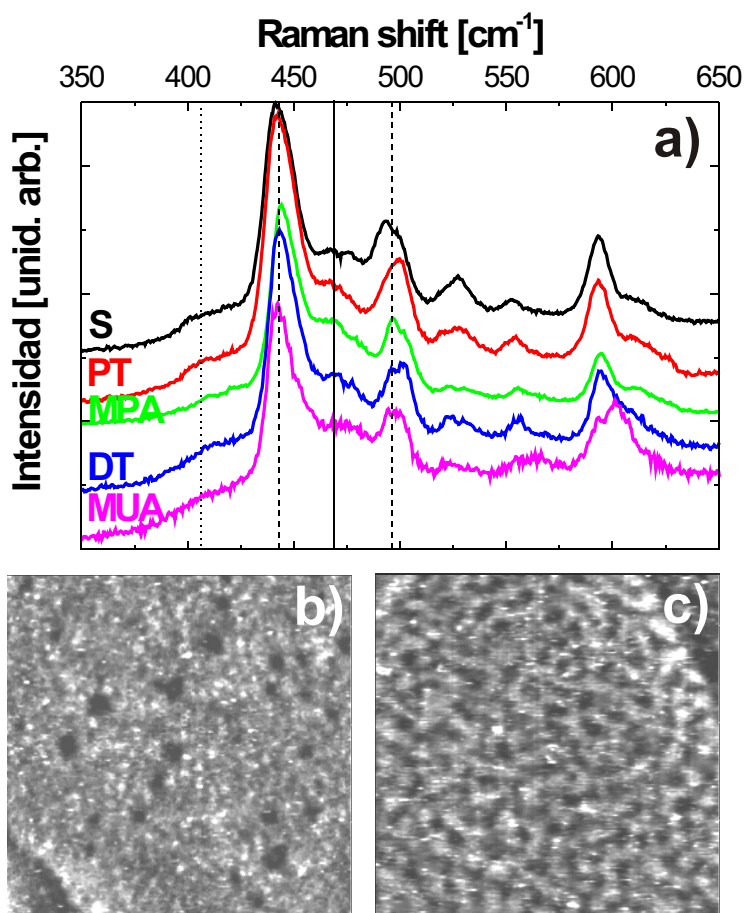 Raman shift [cm⁻¹]
350 400 450 500 550 600 650
Intensidad [unid. arb.]
a)
S
PT
MPA
DT
MUA
b)
c)